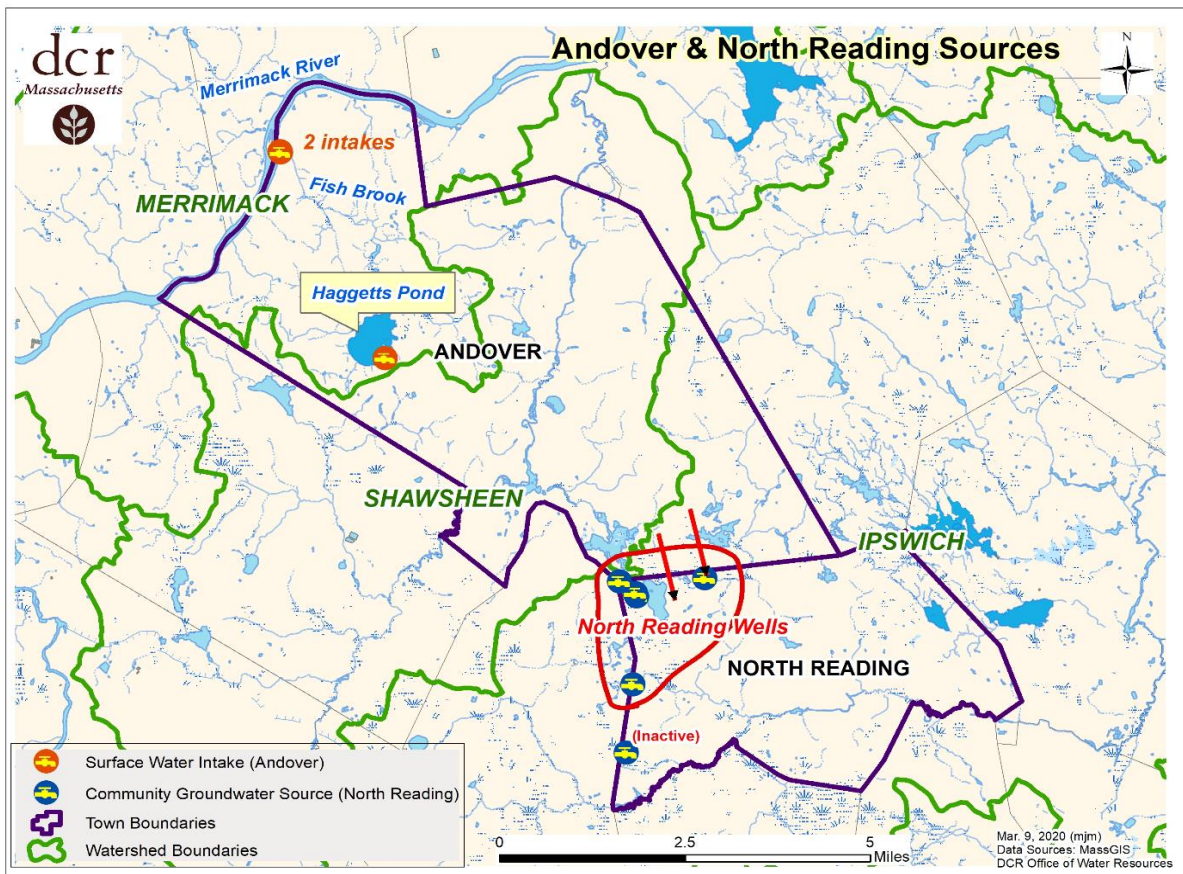 dcr
Massachusetts
Andover & North Reading Sources
N
Merrimack River
2 intakes
Fish Brook
MERRIMACK
Haggetts Pond
ANDOVER
SHAWSHEEN
IPSWICH
North Reading Wells
NORTH READING
(Inactive)
Surface Water Intake (Andover)
Community Groundwater Source (North Reading)
Town Boundaries
Watershed Boundaries
0 2.5 5
Miles
Mar. 9, 2020 (mjm)
Data Sources: MassGIS
DCR Office of Water Resources